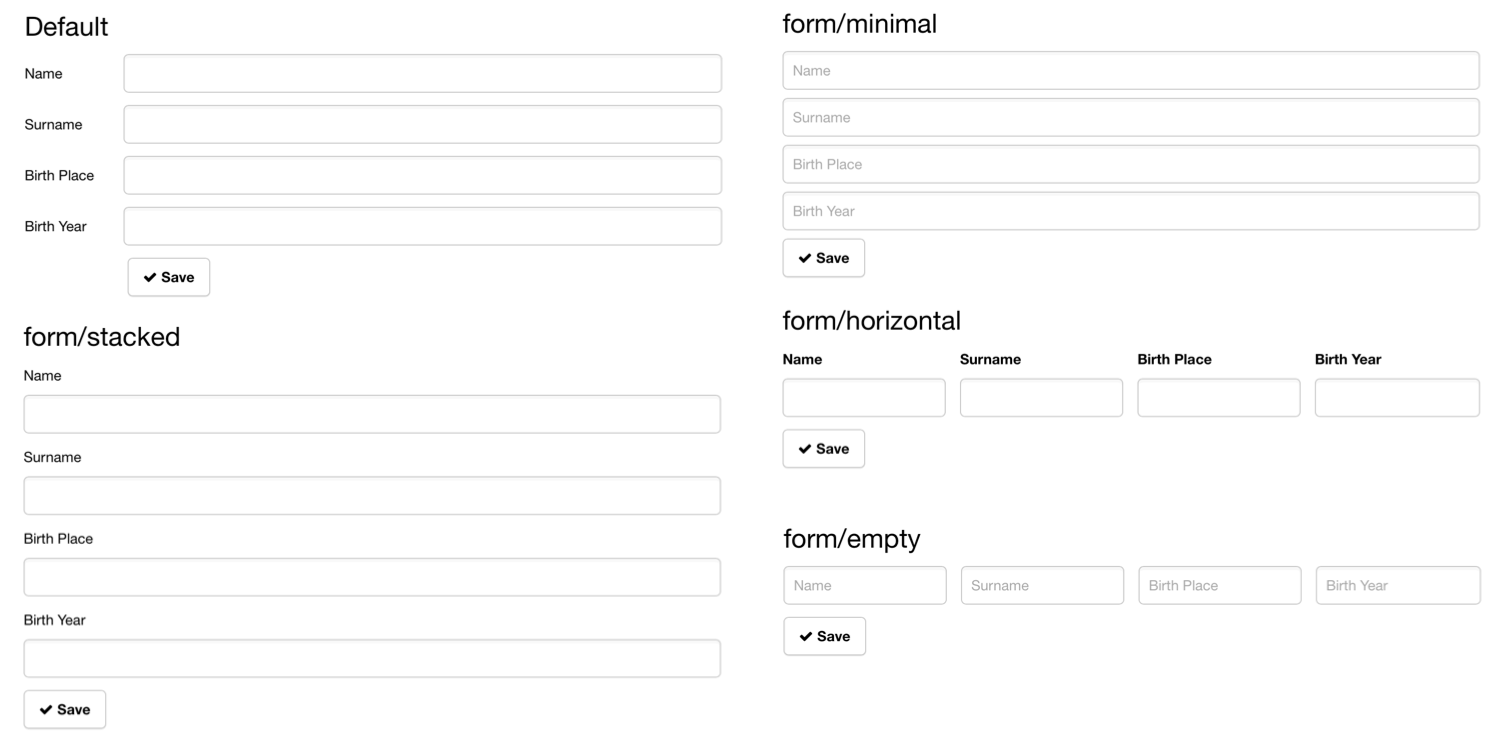 Default
Name
Surname
Birth Place
Birth Year
Save
form/stacked
Name
Surname
Birth Place
Birth Year
Save
form/minimal
Name
Surname
Birth Place
Birth Year
Save
form/horizontal
Name Surname Birth Place Birth Year
Save
form/empty
Name Surname Birth Place Birth Year
Save